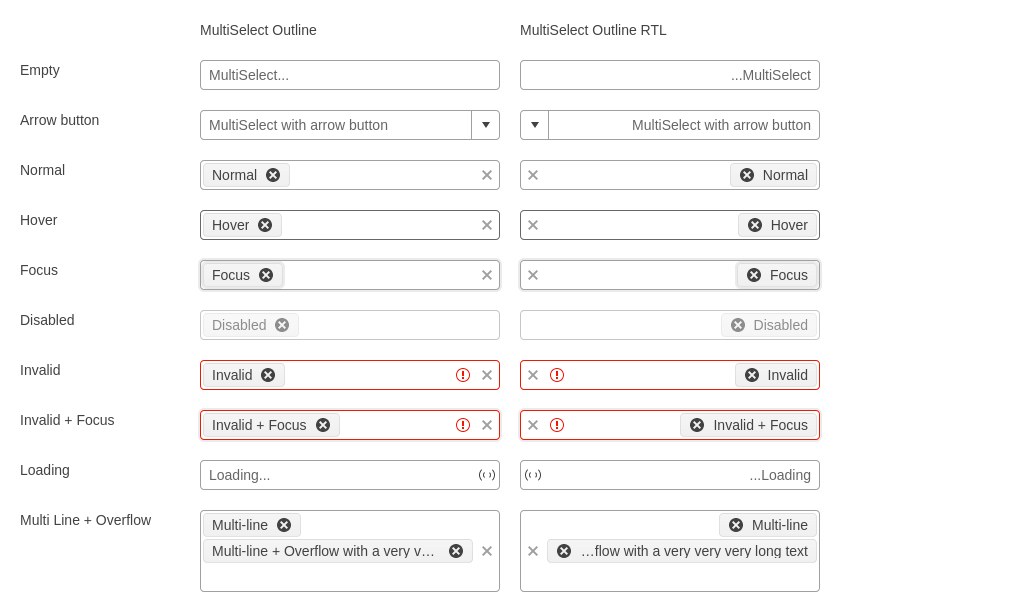 MultiSelect Outline MultiSelect Outline RTL
Empty MultiSelect... ...MultiSelect
Arrow button MultiSelect with arrow button MultiSelect with arrow button
Normal Normal Normal
Hover Hover Hover
Focus Focus Focus
Disabled Disabled Disabled
Invalid Invalid Invalid
Invalid + Focus Invalid + Focus Invalid + Focus
Loading Loading... ...Loading
Multi Line + Overflow Multi-line Multi-line
Multi-line + Overflow with a very v... ...flow with a very very very long text